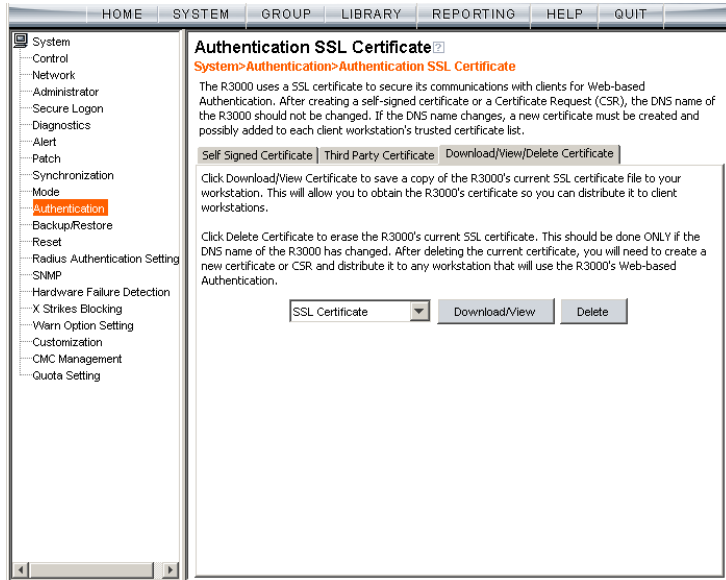 HOME SYSTEM GROUP LIBRARY REPORTING HELP QUIT
System
Control
Network
Administrator
Secure Logon
Diagnostics
Alert
Patch
Synchronization
Mode
Authentication
Backup/Restore
Reset
Radius Authentication Setting
SNMP
Hardware Failure Detection
X Strikes Blocking
Warn Option Setting
Customization
CMC Management
Quota Setting
Authentication SSL Certificate ?
System>Authentication>Authentication SSL Certificate
The R3000 uses a SSL certificate to secure its communications with clients for Web-based
Authentication. After creating a self-signed certificate or a Certificate Request (CSR), the DNS name of
the R3000 should not be changed. If the DNS name changes, a new certificate must be created and
possibly added to each client workstation's trusted certificate list.
Self Signed Certificate Third Party Certificate Download/View/Delete Certificate
Click Download/View Certificate to save a copy of the R3000's current SSL certificate file to your
workstation. This will allow you to obtain the R3000's certificate so you can distribute it to client
workstations.
Click Delete Certificate to erase the R3000's current SSL certificate. This should be done ONLY if the
DNS name of the R3000 has changed. After deleting the current certificate, you will need to create a
new certificate or CSR and distribute it to any workstation that will use the R3000's Web-based
Authentication.
SSL Certificate Download/View Delete